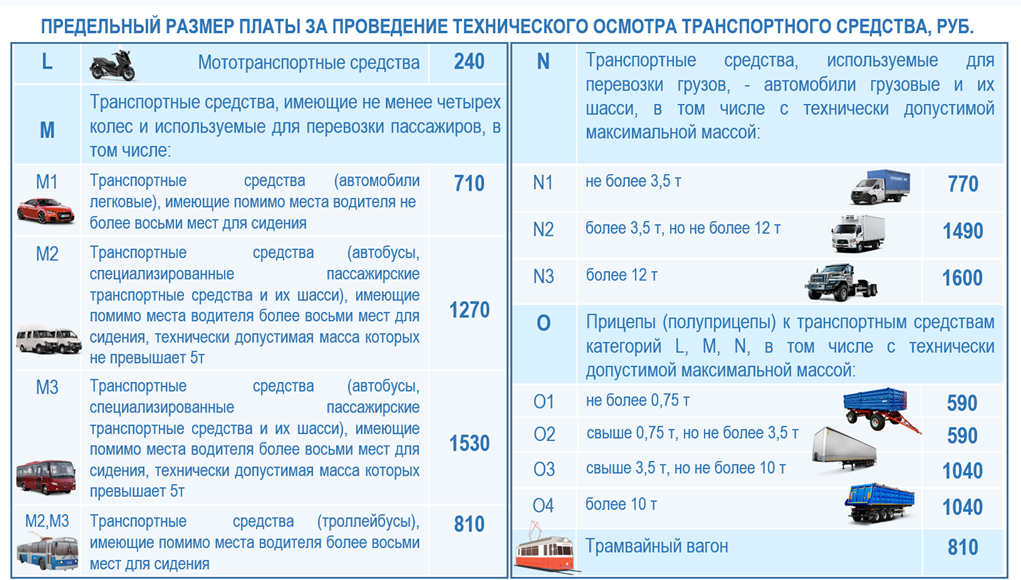 ПРЕДЕЛЬНЫЙ РАЗМЕР ПЛАТЫ ЗА ПРОВЕДЕНИЕ ТЕХНИЧЕСКОГО ОСМОТРА ТРАНСПОРТНОГО СРЕДСТВА, РУБ.
L Мототранспортные средства 240
M
Транспортные средства, имеющие не менее четырех
колес и используемые для перевозки пассажиров, в
том числе:
M1 Транспортные средства (автомобили
легковые), имеющие помимо места водителя не
более восьми мест для сидения
710
M2 Транспортные средства (автобусы,
специализированные пассажирские
транспортные средства и их шасси), имеющие
помимо места водителя более восьми мест для
сидения, технически допустимая масса которых
не превышает 5т
1270
M3 Транспортные средства (автобусы,
специализированные пассажирские
транспортные средства и их шасси), имеющие
помимо места водителя более восьми мест для
сидения, технически допустимая масса которых
превышает 5т
1530
M2,M3 Транспортные средства (троллейбусы),
имеющие помимо места водителя более восьми
мест для сидения
810
N Транспортные средства, используемые для
перевозки грузов, - автомобили грузовые и их
шасси, в том числе с технически допустимой
максимальной массой:
N1 не более 3,5 т 770
N2 более 3,5 т, но не более 12 т 1490
N3 более 12 т 1600
O Прицепы (полуприцепы) к транспортным средствам
категорий L, M, N, в том числе с технически
допустимой максимальной массой:
O1 не более 0,75 т 590
O2 свыше 0,75 т, но не более 3,5 т 590
O3 свыше 3,5 т, но не более 10 т 1040
O4 более 10 т 1040
Трамвайный вагон 810